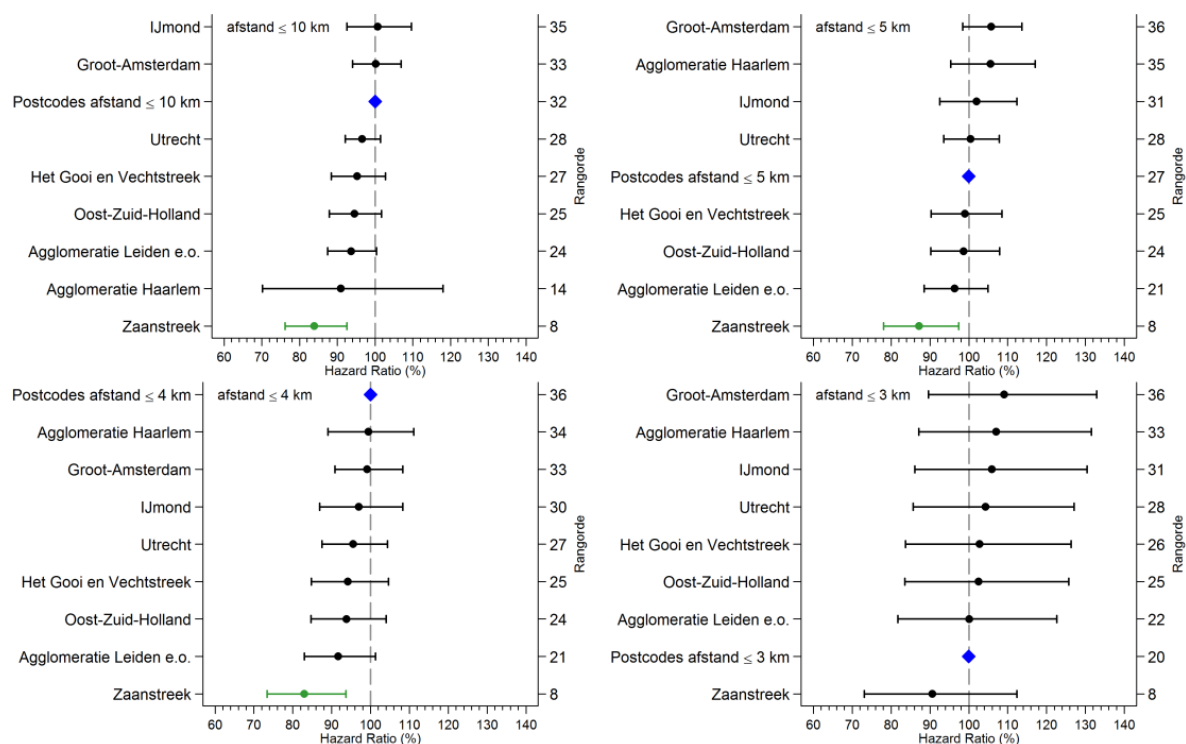 IJmond afstand ≤ 10 km 35
Groot-Amsterdam 33
Postcodes afstand ≤ 10 km 32
Utrecht 28
Het Gooi en Vechtstreek 27
Oost-Zuid-Holland 25
Agglomeratie Leiden e.o. 24
Agglomeratie Haarlem 14
Zaanstreek 8
Rangorde
60 70 80 90 100 110 120 130 140
Hazard Ratio (%)
Groot-Amsterdam afstand ≤ 5 km 36
Agglomeratie Haarlem 35
IJmond 31
Utrecht 28
Postcodes afstand ≤ 5 km 27
Het Gooi en Vechtstreek 25
Oost-Zuid-Holland 24
Agglomeratie Leiden e.o. 21
Zaanstreek 8
Rangorde
60 70 80 90 100 110 120 130 140
Hazard Ratio (%)
Postcodes afstand ≤ 4 km afstand ≤ 4 km 36
Agglomeratie Haarlem 34
Groot-Amsterdam 33
IJmond 30
Utrecht 27
Het Gooi en Vechtstreek 25
Oost-Zuid-Holland 24
Agglomeratie Leiden e.o. 21
Zaanstreek 8
Rangorde
60 70 80 90 100 110 120 130 140
Hazard Ratio (%)
Groot-Amsterdam afstand ≤ 3 km 36
Agglomeratie Haarlem 33
IJmond 31
Utrecht 28
Het Gooi en Vechtstreek 26
Oost-Zuid-Holland 25
Agglomeratie Leiden e.o. 22
Postcodes afstand ≤ 3 km 20
Zaanstreek 8
Rangorde
60 70 80 90 100 110 120 130 140
Hazard Ratio (%)